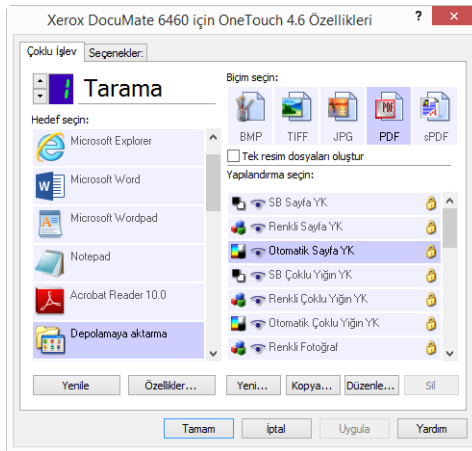 Xerox DocuMate 6460 için OneTouch 4.6 Özellikleri
Çoklu İşlev
Seçenekler:
1 Tarama
Hedef seçin:
Microsoft Explorer
Microsoft Word
Microsoft Wordpad
Notepad
Acrobat Reader 10.0
Depolamaya aktarma
Biçim seçin:
BMP TIFF JPG PDF sPDF
Tek resim dosyaları oluştur
Yapılandırma seçin:
SB Sayfa YK
Renkli Sayfa YK
Otomatik Sayfa YK
SB Çoklu Yığın YK
Renkli Çoklu Yığın YK
Otomatik Çoklu Yığın YK
Renkli Fotoğraf
Yenile Özellikler... Yeni... Kopya... Düzenle... Sil
Tamam İptal Uygula Yardım